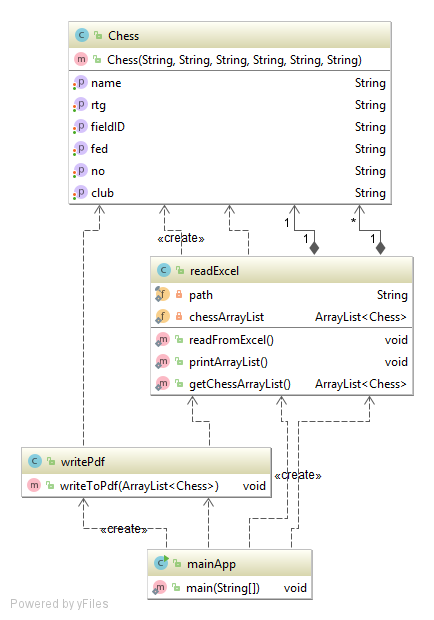 Chess
Chess(String, String, String, String, String, String)
name String
rtg String
fieldID String
fed String
no String
club String
1 *
«create» 1 1
readExcel
path String
chessArrayList ArrayList<Chess>
readFromExcel() void
printArrayList() void
getChessArrayList() ArrayList<Chess>
writePdf
«create»
writeToPdf(ArrayList<Chess>) void
«create»
mainApp
main(String[]) void
Powered by yFiles